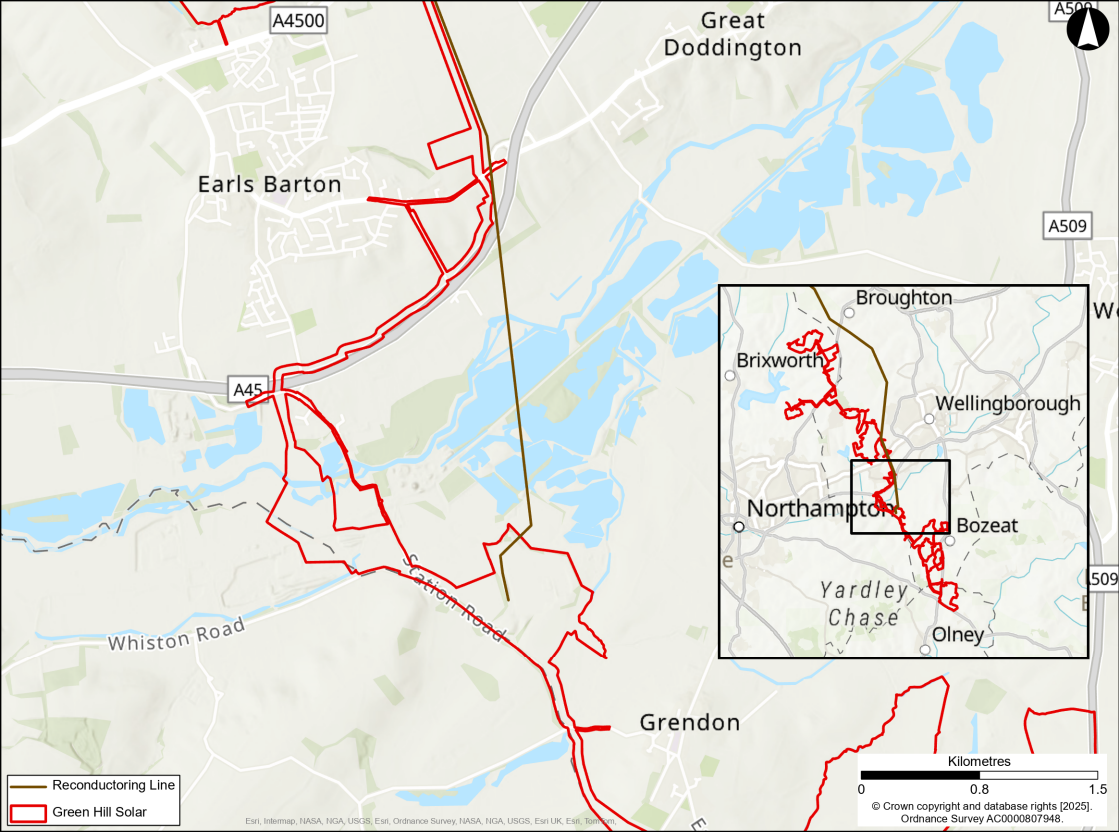 A4500
Great
Doddington
A509
Earls Barton
A509
A45
Broughton
Brixworth
Wellingborough
Northampton
Bozeat
Yardley
Chase
Olney
A509
Station Road
Whiston Road
Grendon
Reconductoring Line
Green Hill Solar
Kilometres
0 0.8 1.5
© Crown copyright and database rights [2025].
Ordnance Survey AC0000807948.
Esri, Intermap, NASA, NGA, USGS, Esri, Ordnance Survey, NASA, NGA, USGS, Esri UK, Esri, TomTom,